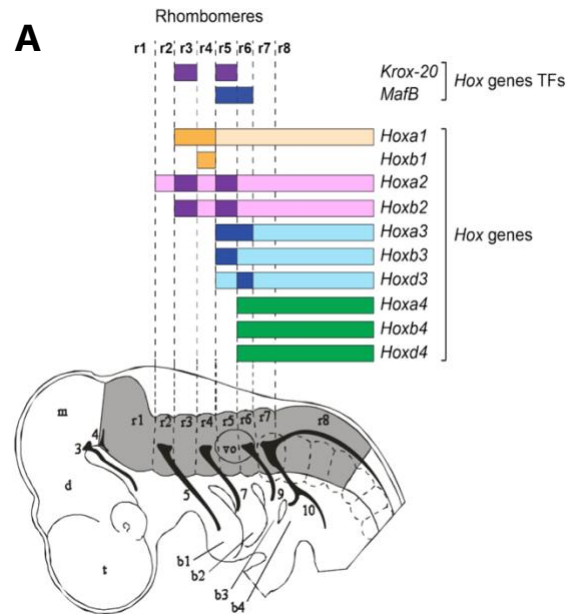 A
Rhombomeres
r1 r2 r3 r4 r5 r6 r7 r8
Krox-20
MafB
Hox genes TFs
Hoxa1
Hoxb1
Hoxa2
Hoxb2
Hoxa3
Hoxb3
Hoxd3
Hoxa4
Hoxb4
Hoxd4
Hox genes
m
r1 r2 r3 r4 r5 r6 r7 r8
vo
3 4
d
5 7 9 10
t
b1
b2
b3
b4